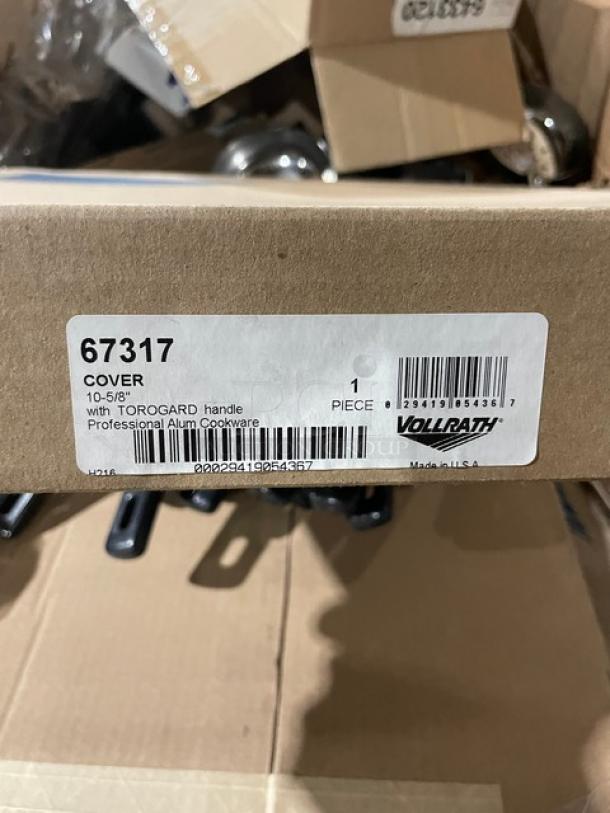 6433120
67317
COVER
10-5/8"
with TOROGARD handle
Professional Alum Cookware
1
PIECE
0 29419 05436 7
VOLLRATH®
H216
00029419054367
Made in U.S.A.
GROUP